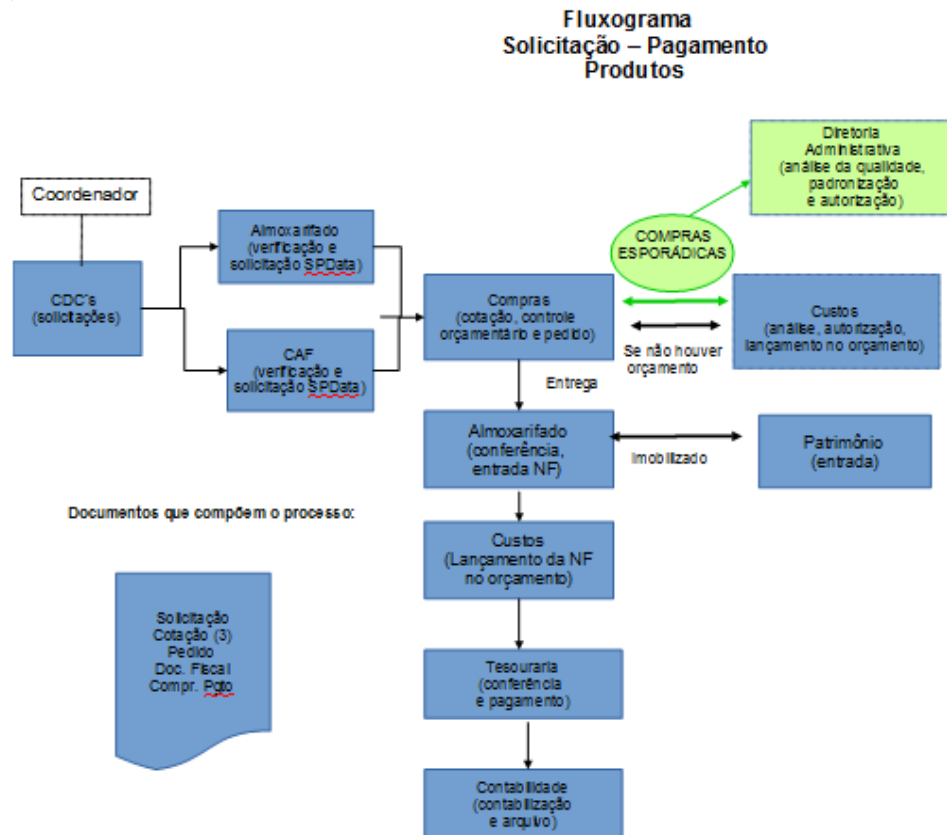 Fluxograma
Solicitação – Pagamento
Produtos
Diretoria
Administrativa
(análise da qualidade,
padronização
e autorização)
Coordenador
COMPRAS
ESPORÁDICAS
Almoxarifado
(verificação e
solicitação SPData)
CDC´s
(solicitações)
CAF
(verificação e
solicitação SPData)
Compras
(cotação, controle
orçamentário e pedido)
Se não houver
orçamento
Custos
(análise, autorização,
lançamento no orçamento)
Entrega
Almoxarifado
(conferência,
entrada NF)
Imobilizado
Patrimônio
(entrada)
Documentos que compõem o processo:
Custos
(Lançamento da NF
no orçamento)
Solicitação
Cotação (3)
Pedido
Doc. Fiscal
Compr. Pgto
Tesouraria
(conferência
e pagamento)
Contabilidade
(contabilização
e arquivo)